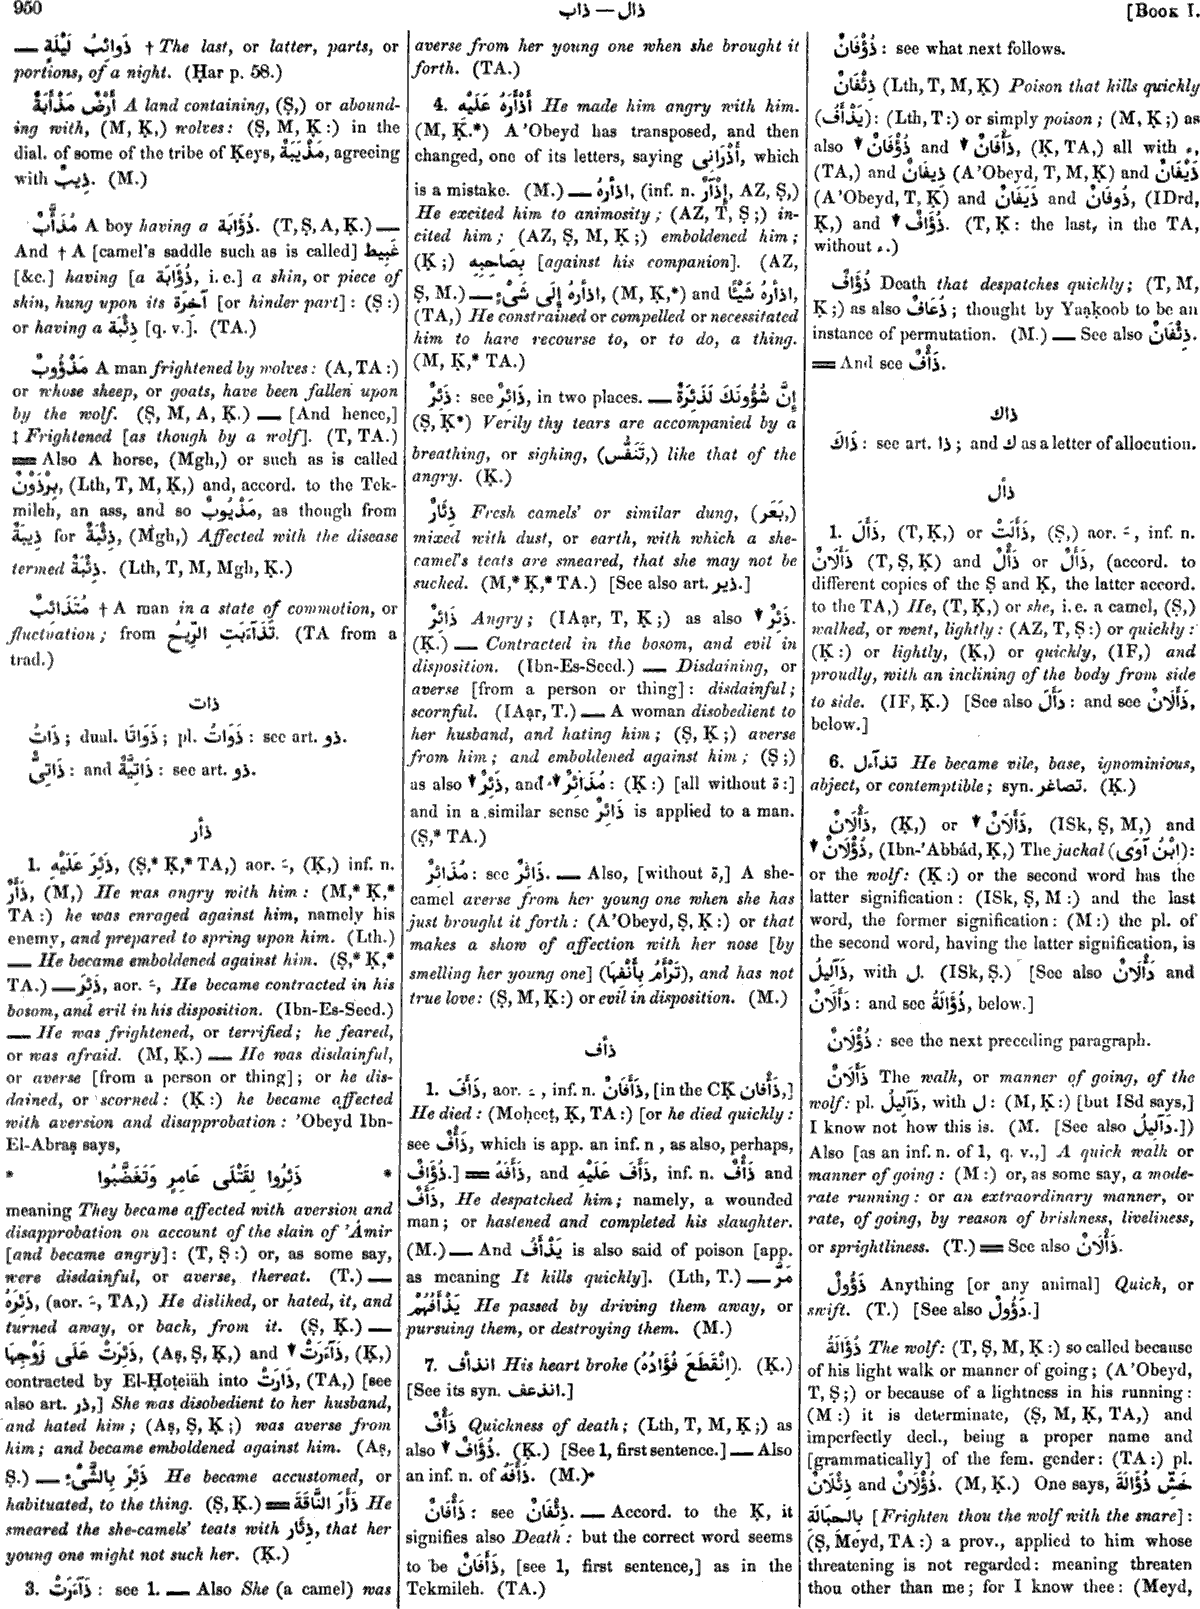 950
ذاب — ذال
[Book I.
— ذَوَائِبُ لَيْلَةٍ † The last, or latter, parts, or
portions, of a night. (Ḥar p. 58.)
أَرْضٌ مَذْأَبَةٌ A land containing, (Ṣ,) or abound-
ing with, (M, Ḳ,) wolves: (Ṣ, M, Ḳ:) in the
dial. of some of the tribe of Ḳeys, مَذْيَبَةٌ, agreeing
with ذِيبٌ. (M.)
مُذَأَّبٌ A boy having a ذُؤَابَة. (T, Ṣ, A, Ḳ.) —
And † A [camel's saddle such as is called] غَبِيط
[&c.] having [a ذُؤَابَة, i. e.] a skin, or piece of
skin, hung upon its آخِرَة [or hinder part]: (Ṣ:)
or having a ذِئْبَة [q. v.]. (TA.)
مَذْؤُوبٌ A man frightened by wolves: (A, TA:)
or whose sheep, or goats, have been fallen upon
by the wolf. (Ṣ, M, A, Ḳ.) — [And hence,]
‡ Frightened [as though by a wolf]. (T, TA.)
= Also A horse, (Mgh,) or such as is called
بِرْذَوْنٌ, (Lth, T, M, Ḳ,) and, accord. to the Tek-
mileh, an ass, and so مَذْيُوبٌ, as though from
ذِيبَةٌ for ذِئْبَةٌ, (Mgh,) Affected with the disease
termed ذِئْبَةٌ. (Lth, T, M, Mgh, Ḳ.)
مُتَذَائِبٌ † A man in a state of commotion, or
fluctuation; from تَذَآءَبَتِ الرِّيحُ. (TA from a
trad.)
ذات
ذَاتٌ; dual. ذَوَاتَا; pl. ذَوَاتٌ: see art. ذو.
ذَاتِىٌّ: and ذَاتِيَّةٌ: see art. ذو.
ذأر
1. ذَئِرَ عَلَيْهِ, (Ṣ,* Ḳ,* TA,) aor. ـَ, (Ḳ,) inf. n.
ذَأَرٌ, (M,) He was angry with him: (M,* Ḳ,*
TA:) he was enraged against him, namely his
enemy, and prepared to spring upon him. (Lth.)
— He became emboldened against him. (Ṣ,* Ḳ,*
TA.) — ذَئِرَ, aor. ـَ, He became contracted in his
bosom, and evil in his disposition. (Ibn-Es-Seed.)
— He was frightened, or terrified; he feared,
or was afraid. (M, Ḳ.) — He was disdainful,
or averse [from a person or thing]; or he dis-
dained, or scorned: (Ḳ:) he became affected
with aversion and disapprobation: 'Obeyd Ibn-
El-Abraṣ says,
* ذَئِرُوا لِقَتْلَى عَامِرٍ وَتَغَضَّبُوا *
meaning They became affected with aversion and
disapprobation on account of the slain of 'Ámir
[and became angry]: (T, Ṣ:) or, as some say,
were disdainful, or averse, thereat. (T.) —
ذَئِرَهُ, (aor. ـَ, TA,) He disliked, or hated, it, and
turned away, or back, from it. (Ṣ, Ḳ.) —
ذَئِرَتْ عَلَى زَوْجِهَا, (Aṣ, Ṣ, Ḳ,) and ▼ ذَآءَرَتْ, (Ḳ,)
contracted by El-Ḥoṭeiäh into ذَارَتْ, (TA,) [see
also art. ذر,] She was disobedient to her husband,
and hated him; (Aṣ, Ṣ, Ḳ;) was averse from
him; and became emboldened against him. (Aṣ,
Ṣ.) — ذَئِرَ بِالشَّىْءِ He became accustomed, or
habituated, to the thing. (Ṣ, Ḳ.) = ذَأَرَ النَّاقَةَ He
smeared the she-camels' teats with ذِئَار, that her
young one might not such her. (Ḳ.)
3. ذَآءَرَتْ: see 1. — Also She (a camel) was
averse from her young one when she brought it
forth. (TA.)
4. أَذْأَرَهُ عَلَيْهِ He made him angry with him.
(M, Ḳ.*) A'Obeyd has transposed, and then
changed, one of its letters, saying أَذْرَانِى, which
is a mistake. (M.) — اذأرهُ, (inf. n. إِذْآرٌ, AZ, Ṣ,)
He excited him to animosity; (AZ, T, Ṣ;) in-
cited him; (AZ, Ṣ, M, Ḳ;) emboldened him;
(Ḳ;) بِصَاحِبِهِ [against his companion]. (AZ,
Ṣ, M.) — اذأرهُ إِلَى شَىْءٍ, (M, Ḳ,*) and اذأرهُ شَيْئًا,
(TA,) He constrained or compelled or necessitated
him to have recourse to, or to do, a thing.
(M, Ḳ,* TA.)
ذَئِرٌ: see ذَائِرٌ, in two places. — إِنَّ شُؤُونَكَ لَذَئِرَةٌ
(Ṣ, Ḳ*) Verily thy tears are accompanied by a
breathing, or sighing, (تَنَفُّس,) like that of the
angry. (Ḳ.)
ذِئَارٌ Fresh camels' or similar dung, (بَعَر,)
mixed with dust, or earth, with which a she-
camel's teats are smeared, that she may not be
sucked. (M,* Ḳ,* TA.) [See also art. ذير.]
ذَائِرٌ Angry; (IAạr, T, Ḳ;) as also ▼ ذَئِرٌ.
(Ḳ.) — Contracted in the bosom, and evil in
disposition. (Ibn-Es-Seed.) — Disdaining, or
averse [from a person or thing]: disdainful;
scornful. (IAạr, T.) — A woman disobedient to
her husband, and hating him; (Ṣ, Ḳ;) averse
from him; and emboldened against him; (Ṣ;)
as also ▼ ذَئِرٌ, and ▼ مُذَائِرٌ: (Ḳ:) [all without ة:]
and in a similar sense ذَائِرٌ is applied to a man.
(Ṣ,* TA.)
مُذَائِرٌ: see ذَائِرٌ. — Also, [without ة,] A she-
camel averse from her young one when she has
just brought it forth: (A'Obeyd, Ṣ, Ḳ:) or that
makes a show of affection with her nose [by
smelling her young one] (تَرْأَمُ بِأَنْفِهَا), and has not
true love: (Ṣ, M, Ḳ:) or evil in disposition. (M.)
ذأف
1. ذَأَفَ, aor. ـَ, inf. n. ذَأَفَانٌ, [in the CḲ ذَأْفَان,]
He died: (Moḥeet, Ḳ, TA:) [or he died quickly:
see ذَأْفٌ, which is app. an inf. n, as also, perhaps,
ذُؤَافٌ.] = ذَأَفَهُ, and ذَأَفَ عَلَيْهِ, inf. n. ذَأْفٌ and
ذَأَفٌ, He despatched him; namely, a wounded
man; or hastened and completed his slaughter.
(M.) — And يَذْأَفُ is also said of poison [app.
as meaning It kills quickly]. (Lth, T.) — مَرَّ
يَذْأَفُهُمْ He passed by driving them away, or
pursuing them, or destroying them. (M.)
7. انذأف His heart broke (اِنْقَطَعَ فُؤَادُهُ). (Ḳ.)
[See its syn. انذعف.]
ذَأْفٌ Quickness of death; (Lth, T, M, Ḳ;) as
also ▼ ذُؤَافٌ. (Ḳ.) [See 1, first sentence.] — Also
an inf. n. of ذَأَفَهُ. (M.)
ذَأْفَانٌ: see ذِئْفَانٌ. — Accord. to the Ḳ, it
signifies also Death: but the correct word seems
to be ذَأَفَانٌ, [see 1, first sentence,] as in the
Tekmileh. (TA.)
ذُؤْفَانٌ: see what next follows.
ذِئْفَانٌ (Lth, T, M, Ḳ) Poison that kills quickly
(يَذْأَفُ): (Lth, T:) or simply poison; (M, Ḳ;) as
also ▼ ذُؤْفَانٌ and ▼ ذَأْفَانٌ, (Ḳ, TA,) all with ء,
(TA,) and ذِيفَانٌ (A'Obeyd, T, M, Ḳ) and ذَيْفَانٌ
(A'Obeyd, T, Ḳ) and ذَيَفَانٌ and ذُوفَانٌ, (IDrd,
Ḳ,) and ▼ ذُؤَافٌ. (T, Ḳ: the last, in the TA,
without ء.)
ذُؤَافٌ Death that despatches quickly; (T, M,
Ḳ;) as also ذُعَافٌ; thought by Yaạḳoob to be an
instance of permutation. (M.) — See also ذِئْفَانٌ.
= And see ذَأْفٌ.
ذاك
ذَاكَ: see art. ذا; and ك as a letter of allocution.
ذأل
1. ذَأَلَ, (T, Ḳ,) or ذَأَلَتْ, (Ṣ,) aor. ـَ, inf. n.
ذَأَلَانٌ (T, Ṣ, Ḳ) and ذَأْلٌ or ذَأَلٌ, (accord. to
different copies of the Ṣ and Ḳ, the latter accord.
to the TA,) He, (T, Ḳ,) or she, i. e. a camel, (Ṣ,)
walked, or went, lightly: (AZ, T, Ṣ:) or quickly:
(Ḳ:) or lightly, (Ḳ,) or quickly, (IF,) and
proudly, with an inclining of the body from side
to side. (IF, Ḳ.) [See also دَأَلَ: and see ذَأَلَانٌ,
below.]
6. تذآءل He became vile, base, ignominious,
abject, or contemptible; syn. تصاغر. (Ḳ.)
ذَأْلَانٌ, (Ḳ,) or ▼ ذَأَلَانٌ, (ISk, Ṣ, M,) and
▼ ذُؤْلَانٌ, (Ibn-'Abbád, Ḳ,) The jackal (اِبْنُ آوَى):
or the wolf: (Ḳ:) or the second word has the
latter signification: (ISk, Ṣ, M:) and the last
word, the former signification: (M:) the pl. of
the second word, having the latter signification, is
ذَآلِيلُ, with ل. (ISk, Ṣ.) [See also دَأَلَانٌ and
دَأْلَانٌ: and see ذُؤَالَةُ, below.]
ذُؤْلَانٌ: see the next preceding paragraph.
ذَأَلَانٌ The walk, or manner of going, of the
wolf: pl. ذَآلِيلُ, with ل: (M, Ḳ:) [but ISd says,]
I know not how this is. (M. [See also دَآلِيلُ.])
Also [as an inf. n. of 1, q. v.,] A quick walk or
manner of going: (M:) or, as some say, a mode-
rate running: or an extraordinary manner, or
rate, of going, by reason of brishness, liveliness,
or sprightliness. (T.) = See also ذَأْلَانٌ.
ذَؤُولٌ Anything [or any animal] Quick, or
swift. (T.) [See also دَؤُولٌ.]
ذُؤَالَةُ The wolf: (T, Ṣ, M, Ḳ:) so called because
of his light walk or manner of going; (A'Obeyd,
T, Ṣ;) or because of a lightness in his running:
(M:) it is determinate, (Ṣ, M, Ḳ, TA,) and
imperfectly decl., being a proper name and
[grammatically] of the fem. gender: (TA:) pl.
ذِئْلَانٌ and ذُؤْلَانٌ. (M, Ḳ.) One says, خَشِّ ذُؤَالَةَ
بِالحِبَالَةِ [Frighten thou the wolf with the snare]:
(Ṣ, Meyd, TA:) a prov., applied to him whose
threatening is not regarded: meaning threaten
thou other than me; for I know thee: (Meyd,